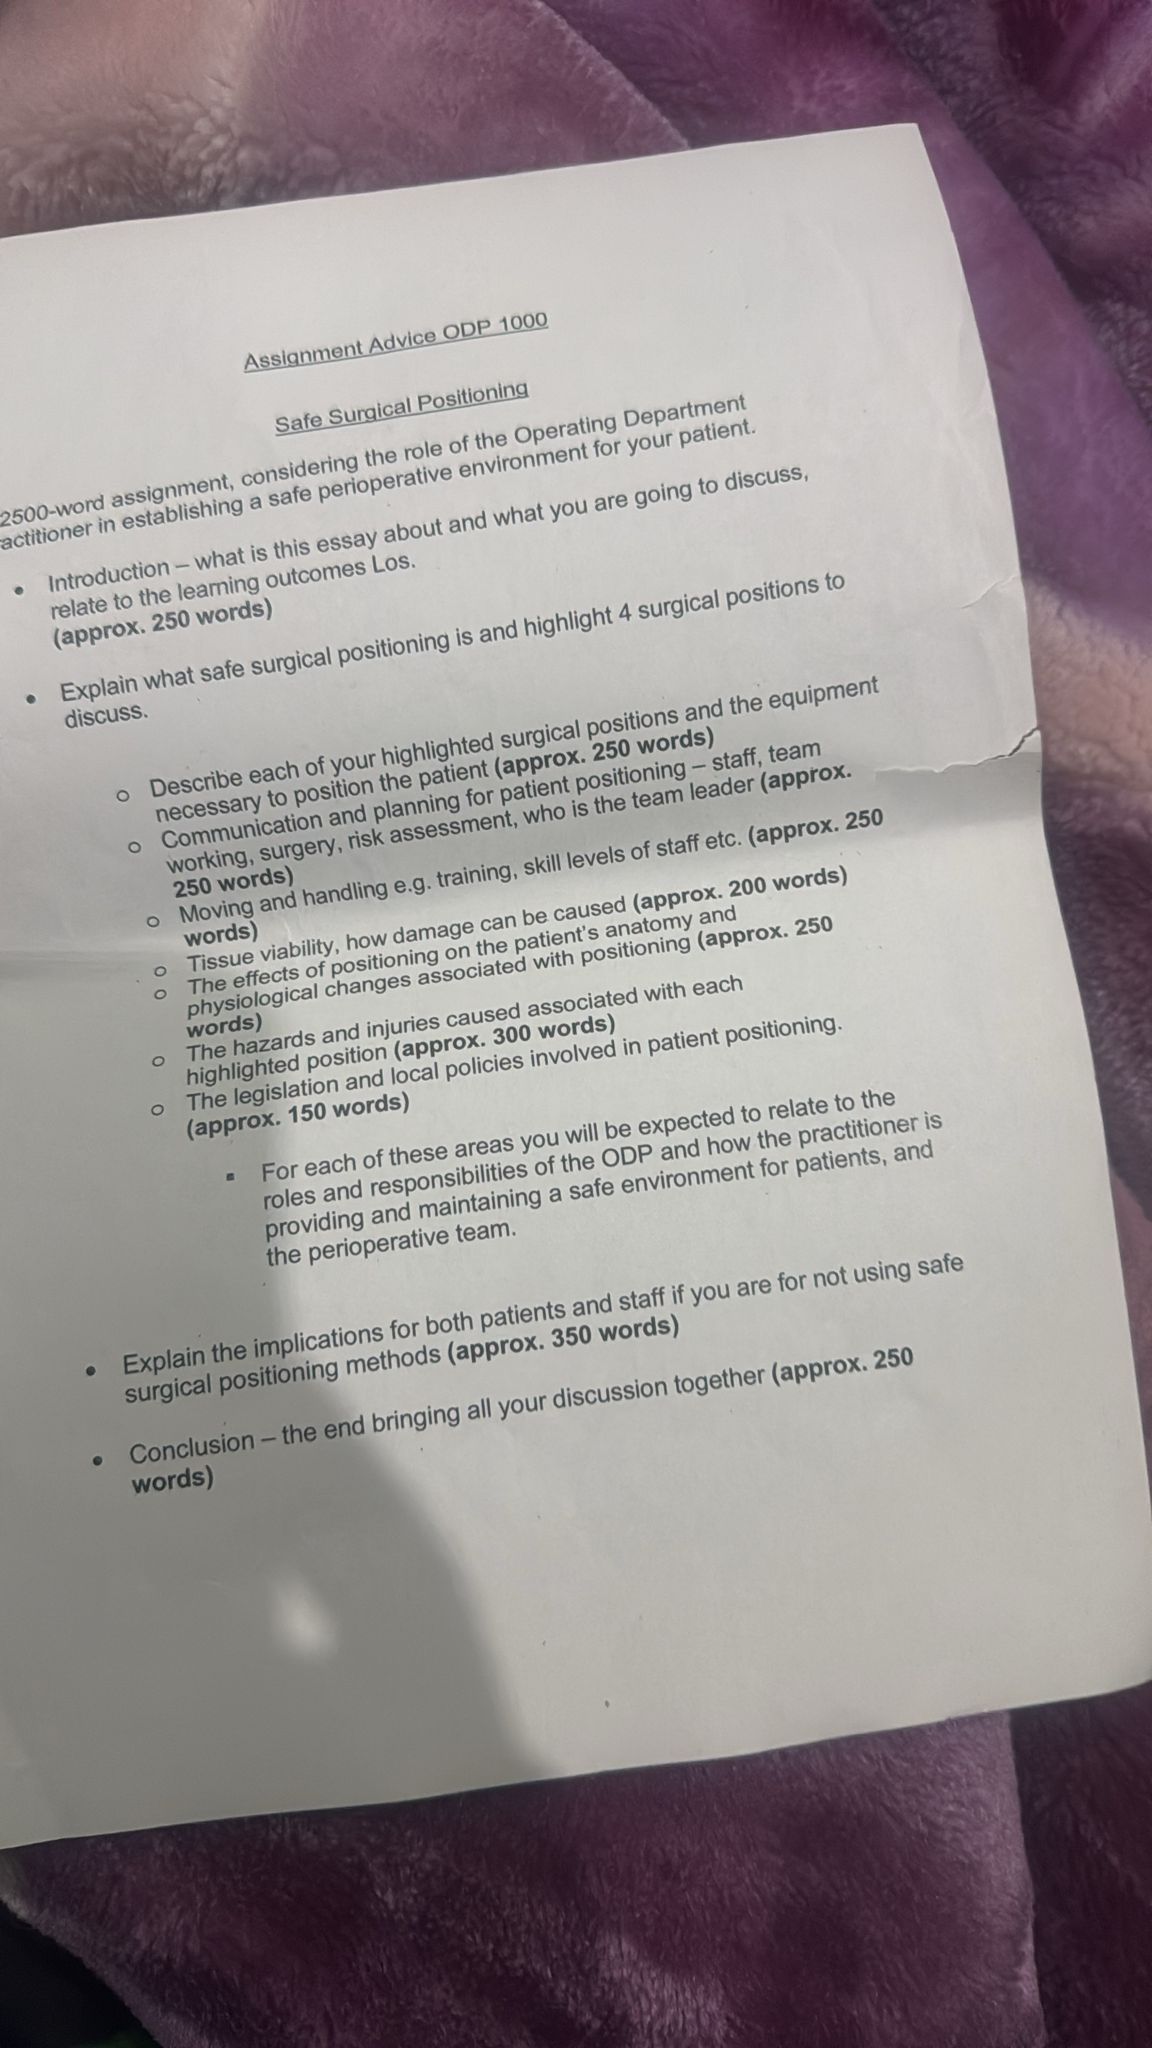 Assignment Advice ODP 1000
Safe Surgical Positioning
2500-word assignment, considering the role of the Operating Department
actitioner in establishing a safe perioperative environment for your patient.
• Introduction – what is this essay about and what you are going to discuss,
relate to the learning outcomes Los.
(approx. 250 words)
• Explain what safe surgical positioning is and highlight 4 surgical positions to
discuss.
o Describe each of your highlighted surgical positions and the equipment
necessary to position the patient (approx. 250 words)
o Communication and planning for patient positioning – staff, team
working, surgery, risk assessment, who is the team leader (approx.
250 words)
o Moving and handling e.g. training, skill levels of staff etc. (approx. 250
words)
o Tissue viability, how damage can be caused (approx. 200 words)
o The effects of positioning on the patient's anatomy and
physiological changes associated with positioning (approx. 250
words)
o The hazards and injuries caused associated with each
highlighted position (approx. 300 words)
o The legislation and local policies involved in patient positioning.
(approx. 150 words)
▪ For each of these areas you will be expected to relate to the
roles and responsibilities of the ODP and how the practitioner is
providing and maintaining a safe environment for patients, and
the perioperative team.
• Explain the implications for both patients and staff if you are for not using safe
surgical positioning methods (approx. 350 words)
• Conclusion – the end bringing all your discussion together (approx. 250
words)